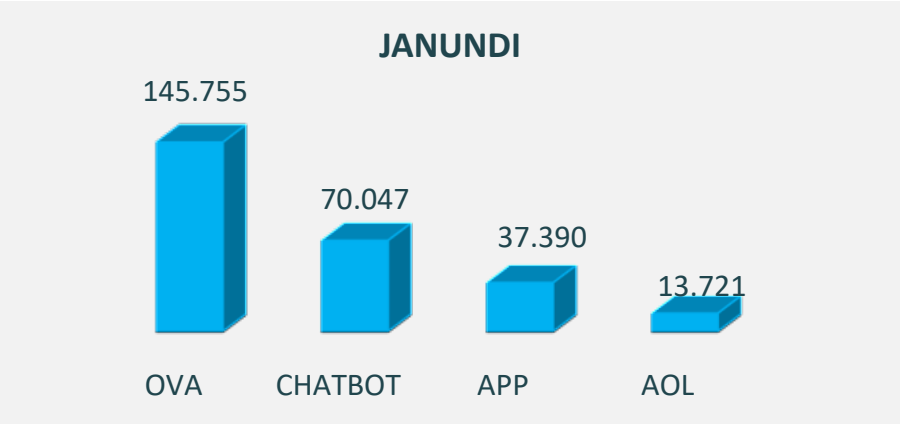 JANUNDI
145.755
70.047
37.390
13.721
OVA CHATBOT APP AOL